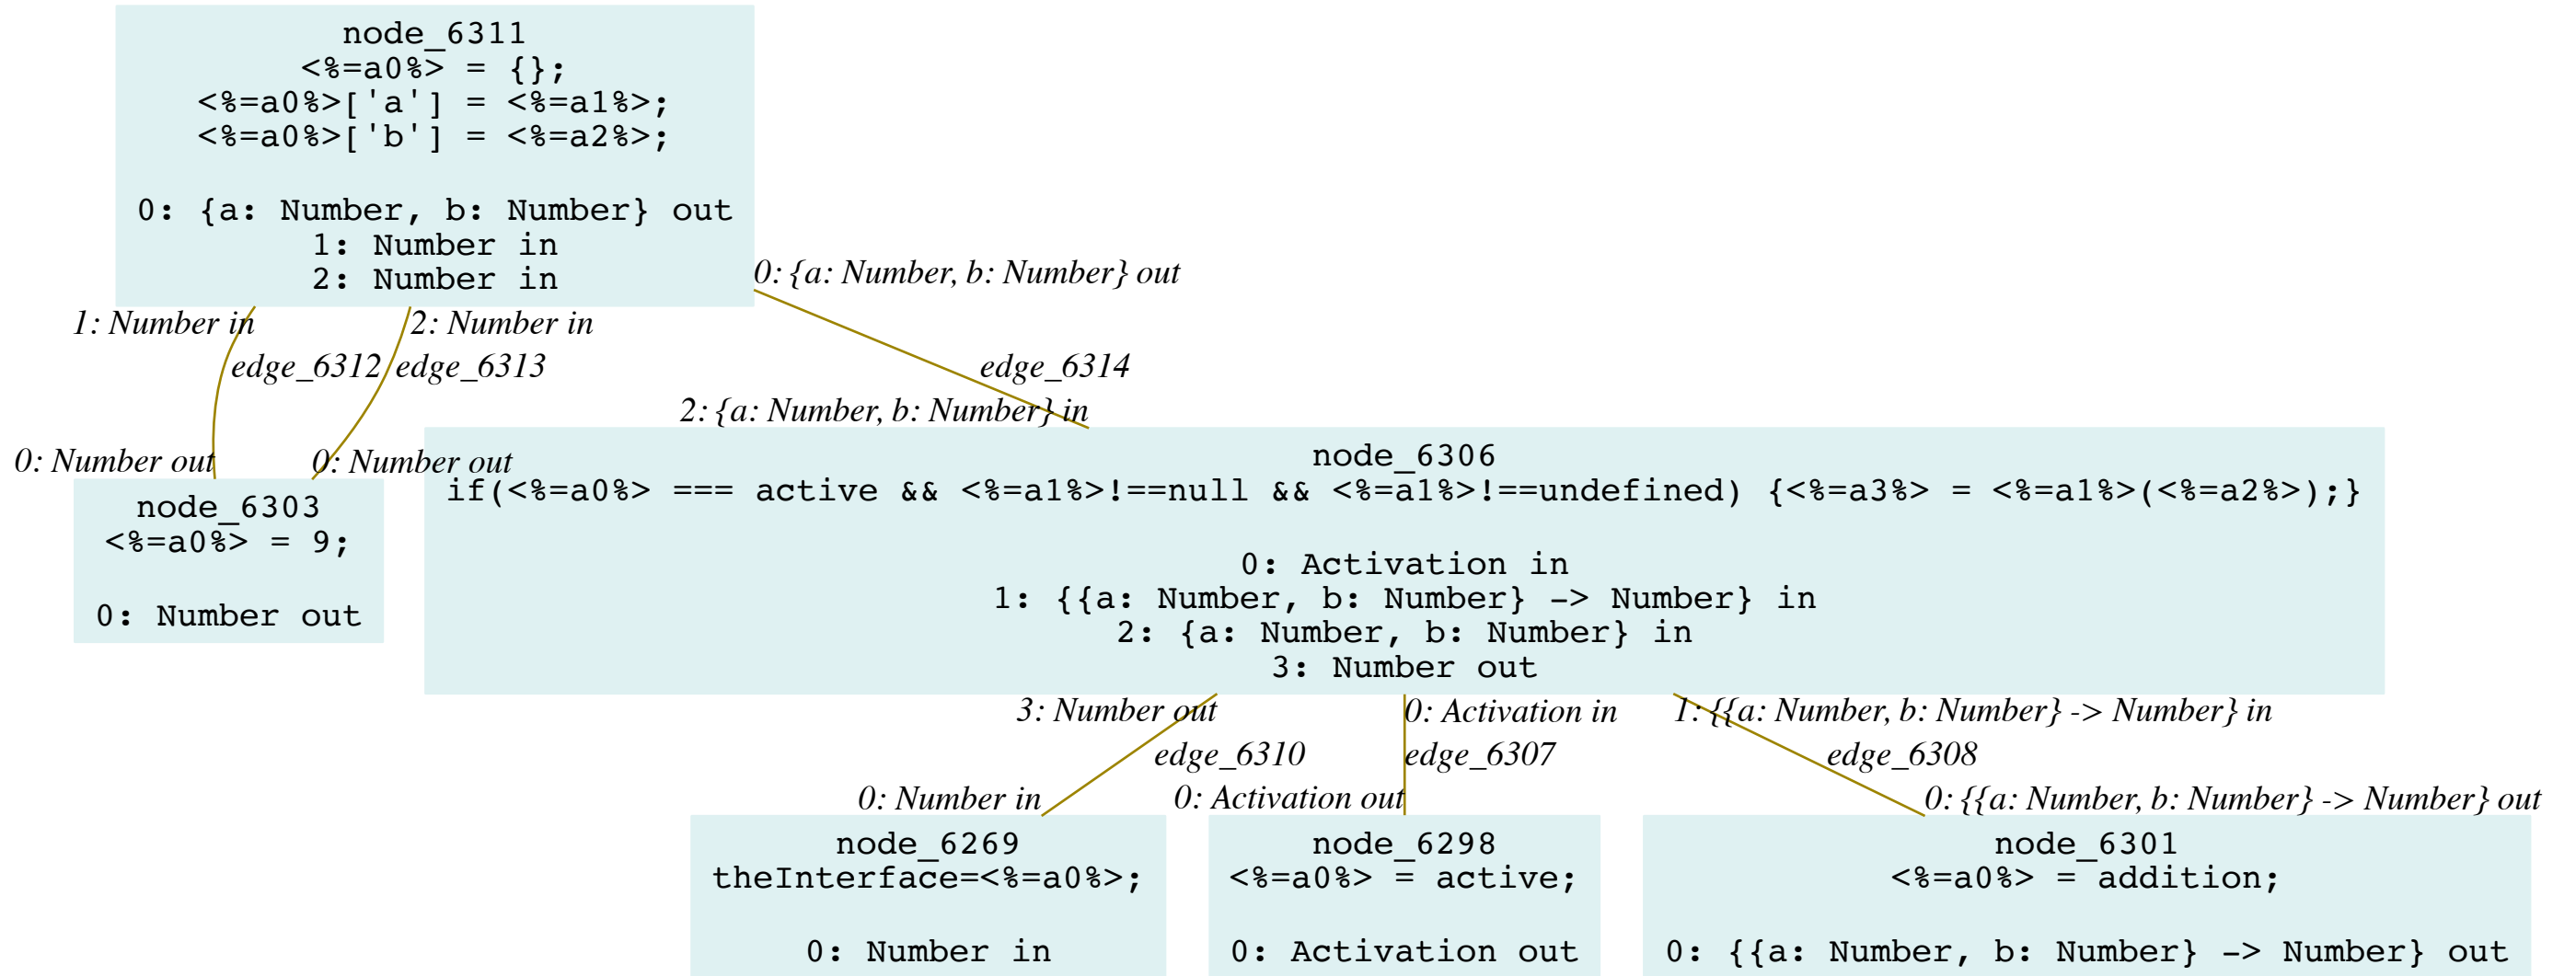 node_6311
<%=a0%> = {};
<%=a0%>['a'] = <%=a1%>;
<%=a0%>['b'] = <%=a2%>;
0: {a: Number, b: Number} out
1: Number in
2: Number in
0: {a: Number, b: Number} out
1: Number in
2: Number in
edge_6312
edge_6313
edge_6314
2: {a: Number, b: Number} in
0: Number out
0: Number out
node_6303
<%=a0%> = 9;
0: Number out
node_6306
if(<%=a0%> === active && <%=a1%>!==null && <%=a1%>!==undefined) {<%=a3%> = <%=a1%>(<%=a2%>);}
0: Activation in
1: {{a: Number, b: Number} -> Number} in
2: {a: Number, b: Number} in
3: Number out
3: Number out
0: Activation in
1: {{a: Number, b: Number} -> Number} in
edge_6310
edge_6307
edge_6308
0: Number in
0: Activation out
0: {{a: Number, b: Number} -> Number} out
node_6269
theInterface=<%=a0%>;
0: Number in
node_6298
<%=a0%> = active;
0: Activation out
node_6301
<%=a0%> = addition;
0: {{a: Number, b: Number} -> Number} out